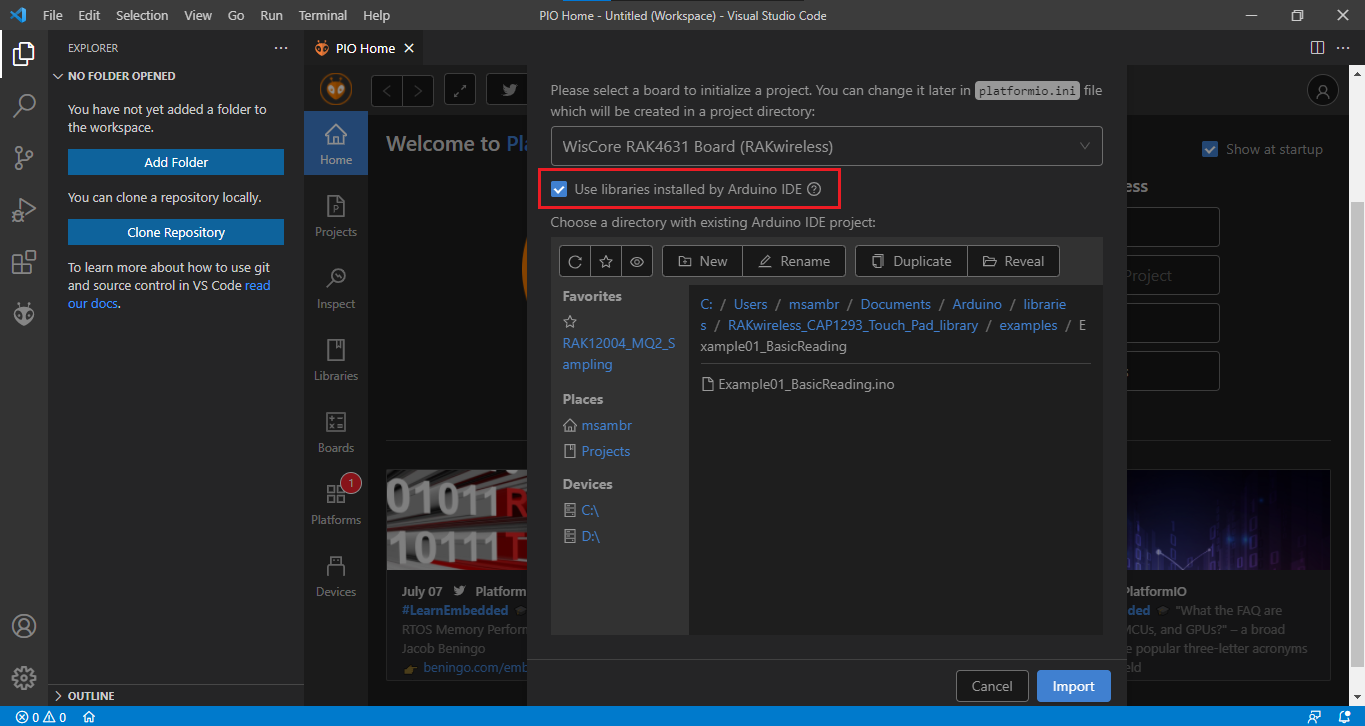 File Edit Selection View Go Run Terminal Help
PIO Home - Untitled (Workspace) - Visual Studio Code
EXPLORER
NO FOLDER OPENED
You have not yet added a folder to
the workspace.
Add Folder
You can clone a repository locally.
Clone Repository
To learn more about how to use git
and source control in VS Code read
our docs.
OUTLINE
PIO Home
Home
Projects
Inspect
Libraries
Boards
1
Platforms
Devices
Welcome to
Show at startup
Please select a board to initialize a project. You can change it later in platformio.ini file
which will be created in a project directory:
WisCore RAK4631 Board (RAKwireless)
Use libraries installed by Arduino IDE
Choose a directory with existing Arduino IDE project:
New
Rename
Duplicate
Reveal
Favorites
RAK12004_MQ2_S
ampling
Places
msambr
Projects
Devices
C:\
D:\
C: / Users / msambr / Documents / Arduino / librarie
s / RAKwireless_CAP1293_Touch_Pad_library / examples / E
xample01_BasicReading
Example01_BasicReading.ino
Project
July 07 Platform
#LearnEmbedded
RTOS Memory Perform
Jacob Beningo
beningo.com/emb
PlatformIO
ded "What the FAQ are
MCUs, and GPUs?" – a broad
popular three-letter acronyms
eld
Cancel
Import
0 0